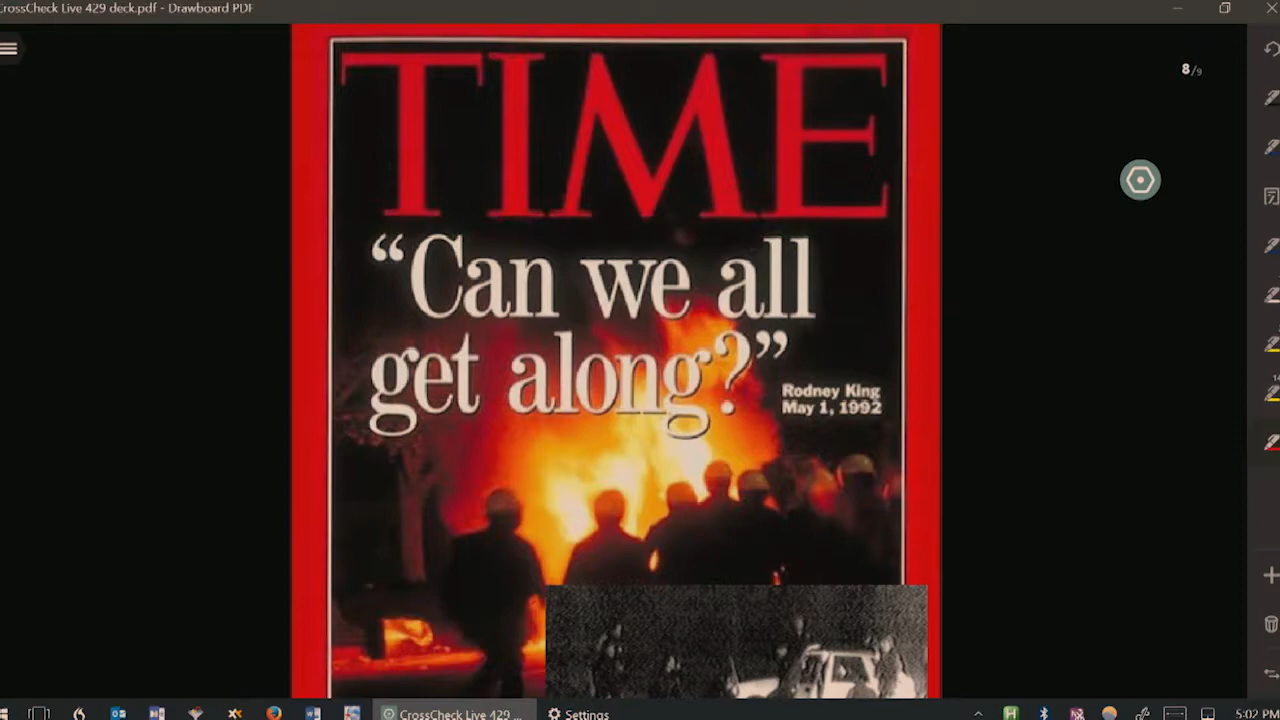 CrossCheck Live 429 deck.pdf - Drawboard PDF
8/9
TIME
“Can we all
get along?”
Rodney King
May 1, 1992
CrossCheck Live 429 ...
Settings
5:02 PM